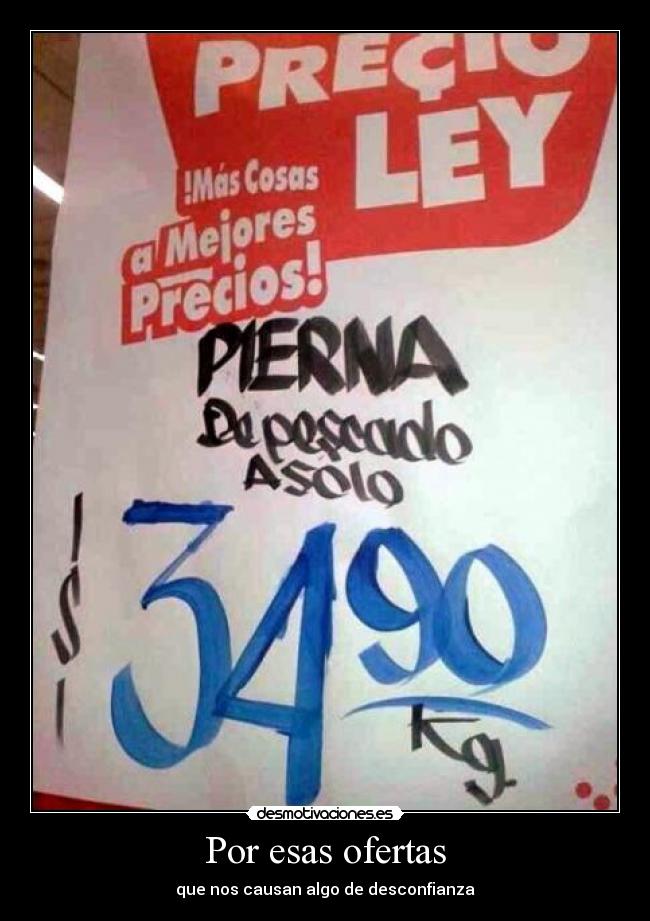 PRECIO
LEY
!Más Cosas
a Mejores
Precios!
PIERNA
De pescado
A SOLO
$ 34 90
Kg.
desmotivaciones.es
Por esas ofertas
que nos causan algo de desconfianza